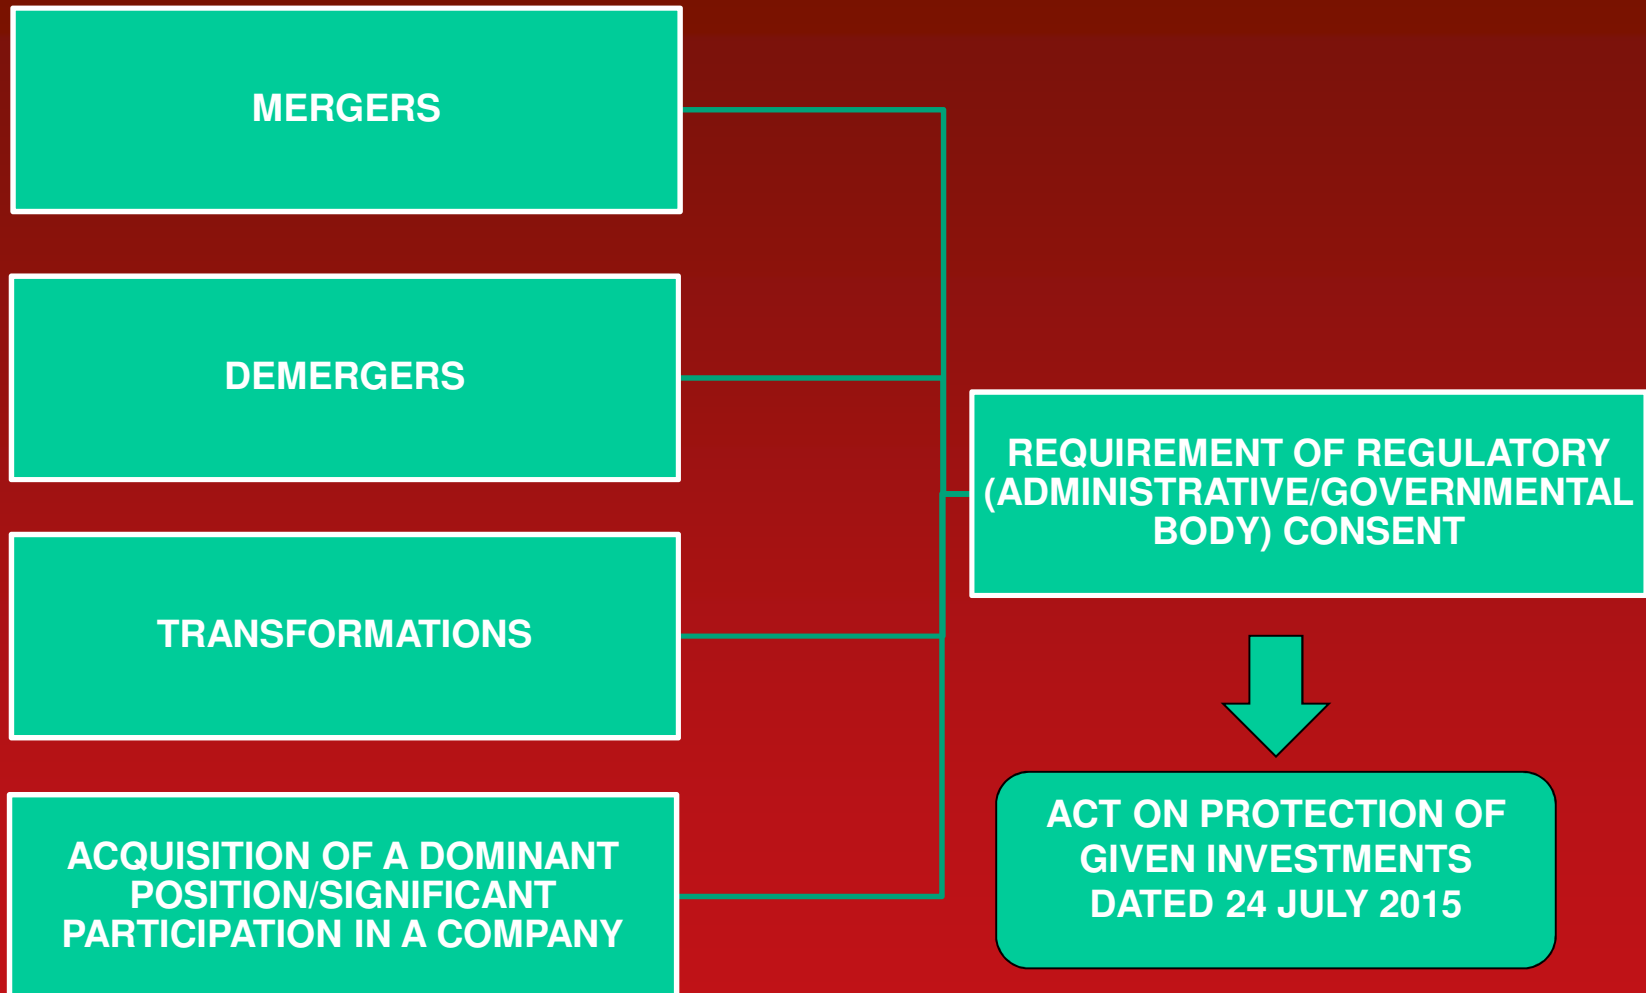 MERGERS
DEMERGERS
TRANSFORMATIONS
ACQUISITION OF A DOMINANT
POSITION/SIGNIFICANT
PARTICIPATION IN A COMPANY
REQUIREMENT OF REGULATORY
(ADMINISTRATIVE/GOVERNMENTAL
BODY) CONSENT
ACT ON PROTECTION OF
GIVEN INVESTMENTS
DATED 24 JULY 2015